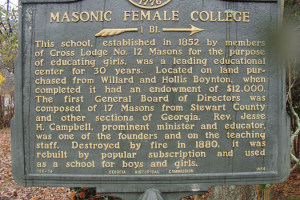 1776
MASONIC FEMALE COLLEGE
1 BI.
This school, established in 1852 by members
of Cross Lodge No. 12 Masons for the purpose
of educating girls, was a leading educational
center for 30 years. Located on land pur-
chased from Willard and Hollis Boynton, when
completed it had an endowment of $12,000.
The first General Board of Directors was
composed of 17 Masons from Stewart County
and other sections of Georgia. Rev. Jesse
H. Campbell, prominent minister and educator,
was one of the founders and on the teaching
staff. Destroyed by fire in 1880, it was
rebuilt by popular subscription and used
as a school for boys and girls.
GEORGIA HISTORICAL COMMISSION